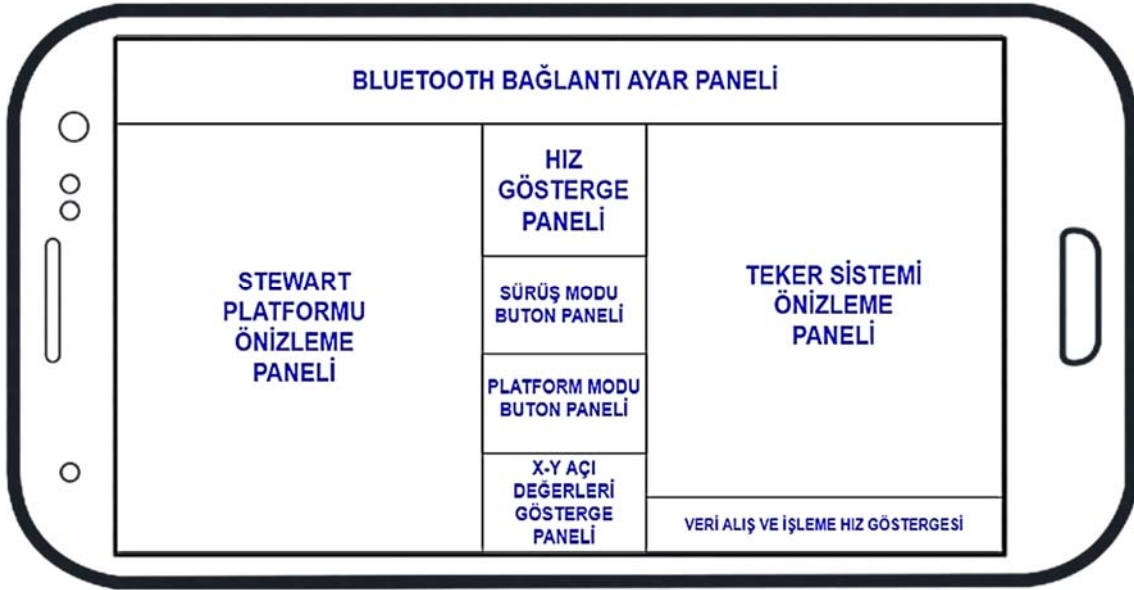 BLUETOOTH BAĞLANTI AYAR PANELİ
STEWART
PLATFORMU
ÖNİZLEME
PANELİ
HIZ
GÖSTERGE
PANELİ
SÜRÜŞ MODU
BUTON PANELİ
PLATFORM MODU
BUTON PANELİ
X-Y AÇI
DEĞERLERİ
GÖSTERGE
PANELİ
TEKER SİSTEMİ
ÖNİZLEME
PANELİ
VERİ ALIŞ VE İŞLEME HIZ GÖSTERGESİ